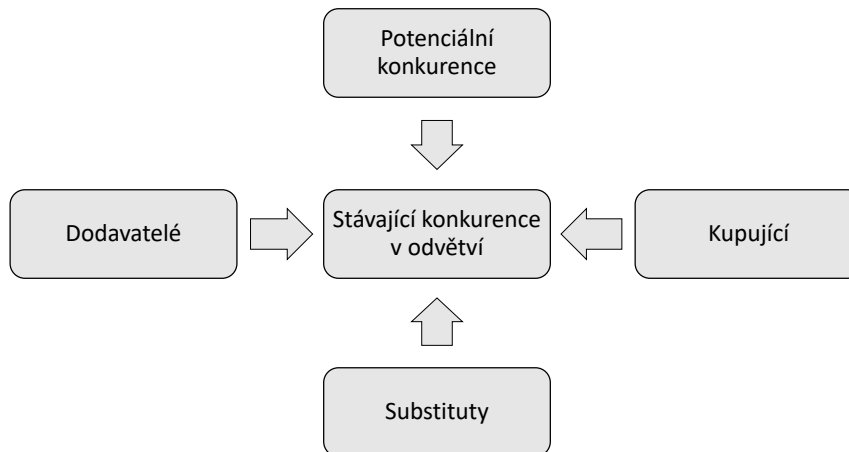 Potenciální
konkurence
Dodavatelé
Stávající konkurence
v odvětví
Kupující
Substituty